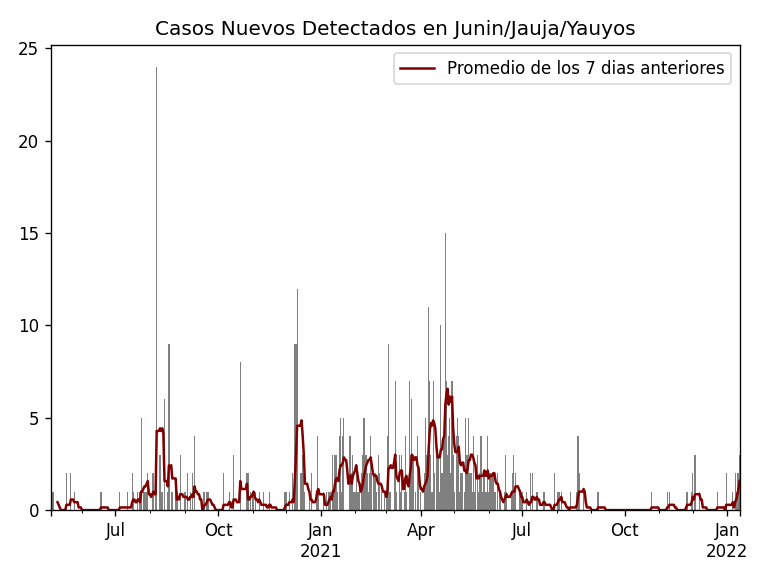 Casos Nuevos Detectados en Junin/Jauja/Yauyos
Promedio de los 7 dias anteriores
25
20
15
10
5
0
Jul Oct Jan Apr Jul Oct Jan
2021 2022